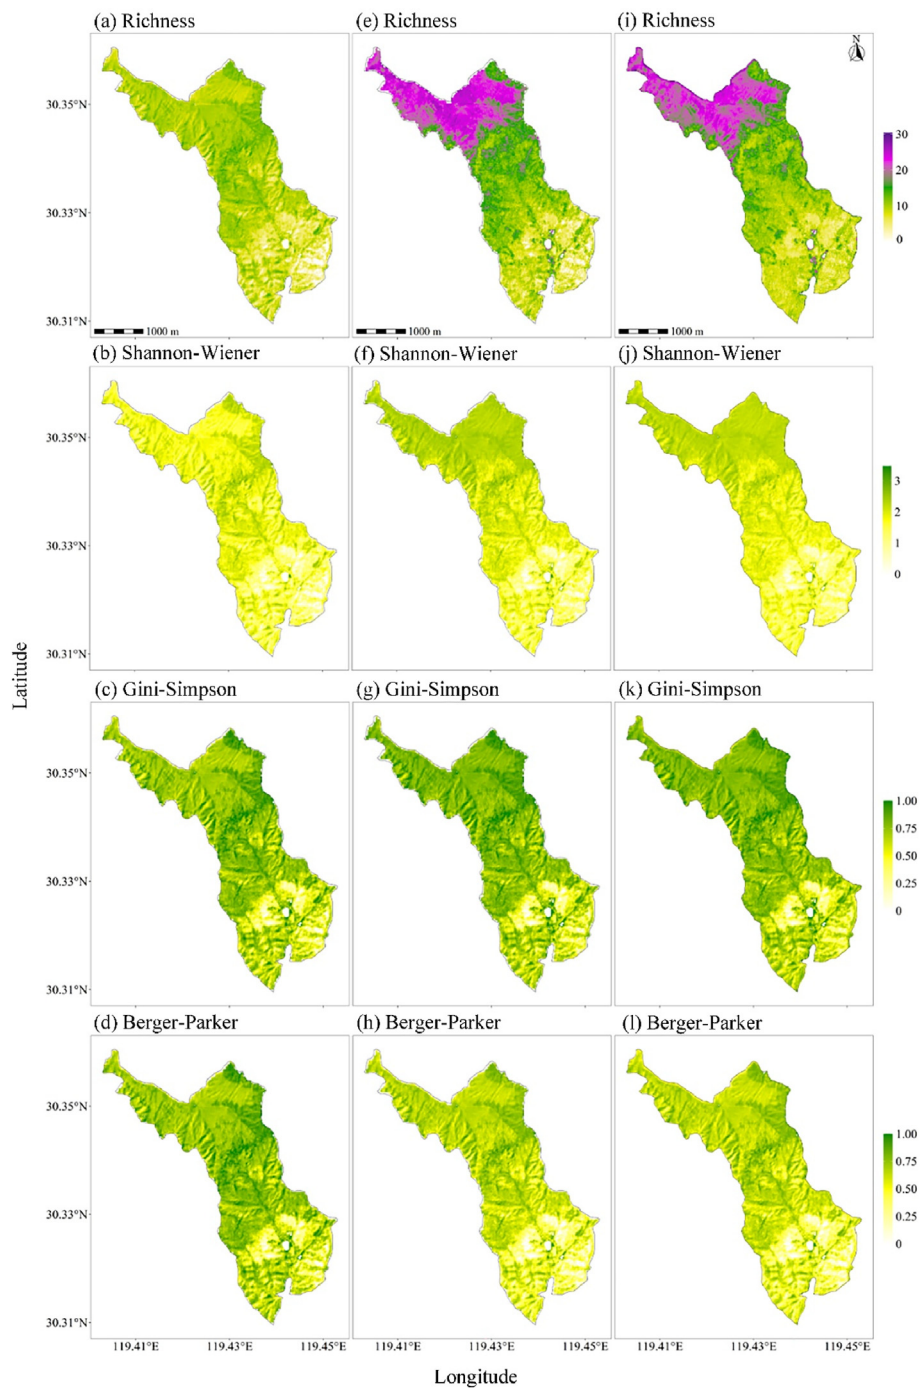 (a) Richness
(e) Richness
(i) Richness
N
30.35°N
30.33°N
30.31°N
30
20
10
0
1000 m
1000 m
1000 m
(b) Shannon-Wiener
(f) Shannon-Wiener
(j) Shannon-Wiener
30.35°N
30.33°N
30.31°N
3
2
1
0
Latitude
(c) Gini-Simpson
(g) Gini-Simpson
(k) Gini-Simpson
30.35°N
30.33°N
30.31°N
1.00
0.75
0.50
0.25
0
(d) Berger-Parker
(h) Berger-Parker
(l) Berger-Parker
30.35°N
30.33°N
30.31°N
1.00
0.75
0.50
0.25
0
119.41°E 119.43°E 119.45°E 119.41°E 119.43°E 119.45°E 119.41°E 119.43°E 119.45°E
Longitude